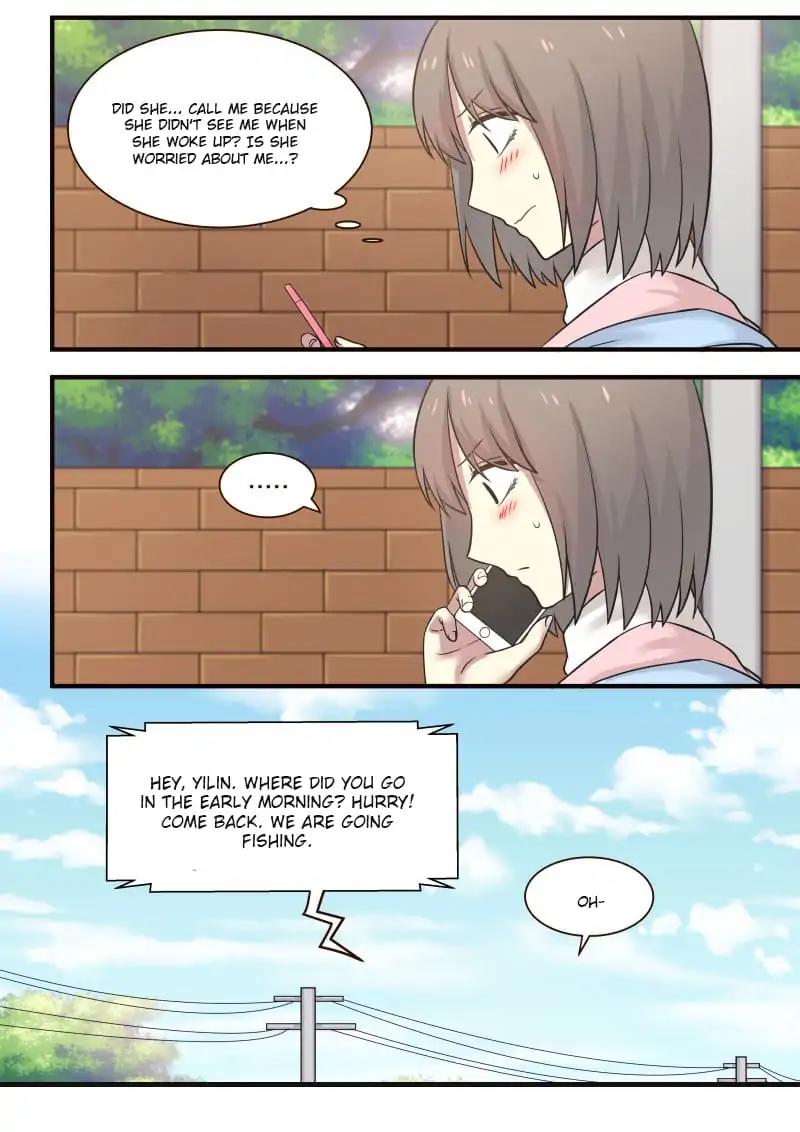 DID SHE... CALL ME BECAUSE
SHE DIDN'T SEE ME WHEN
SHE WOKE UP? IS SHE
WORRIED ABOUT ME...?
.....
HEY, YILIN. WHERE DID YOU GO
IN THE EARLY MORNING? HURRY!
COME BACK. WE ARE GOING
FISHING.
OH-